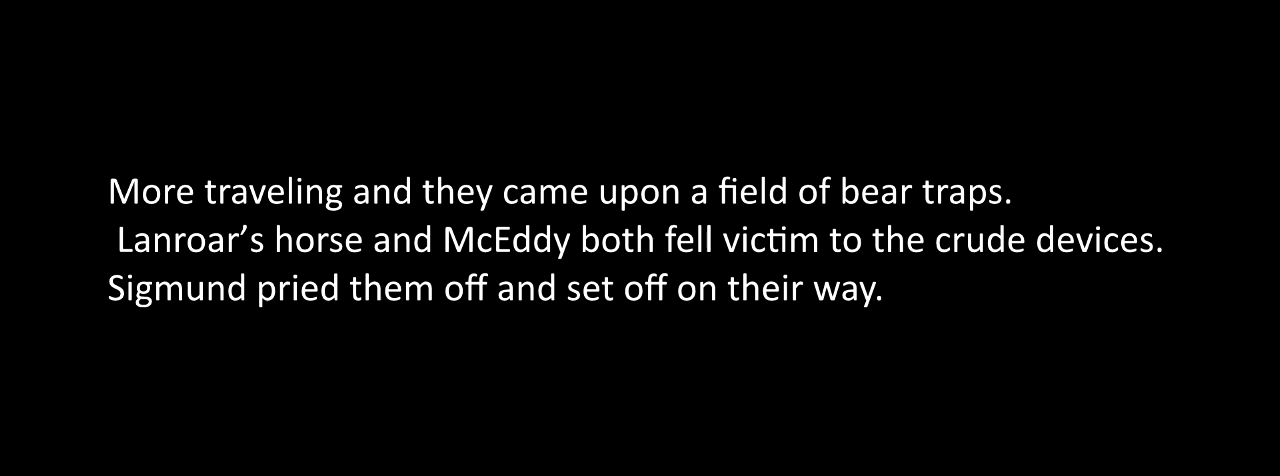 More traveling and they came upon a field of bear traps.
Lanroar’s horse and McEddy both fell victim to the crude devices.
Sigmund pried them off and set off on their way.